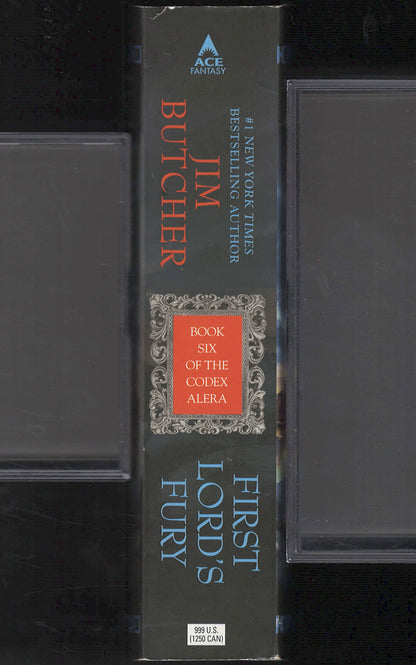 ACE
FANTASY
#1 NEW YORK TIMES
BESTSELLING AUTHOR
JIM
BUTCHER
BOOK
SIX
OF THE
CODEX
ALERA
FIRST
LORD'S
FURY
999 U.S.
(1250 CAN)